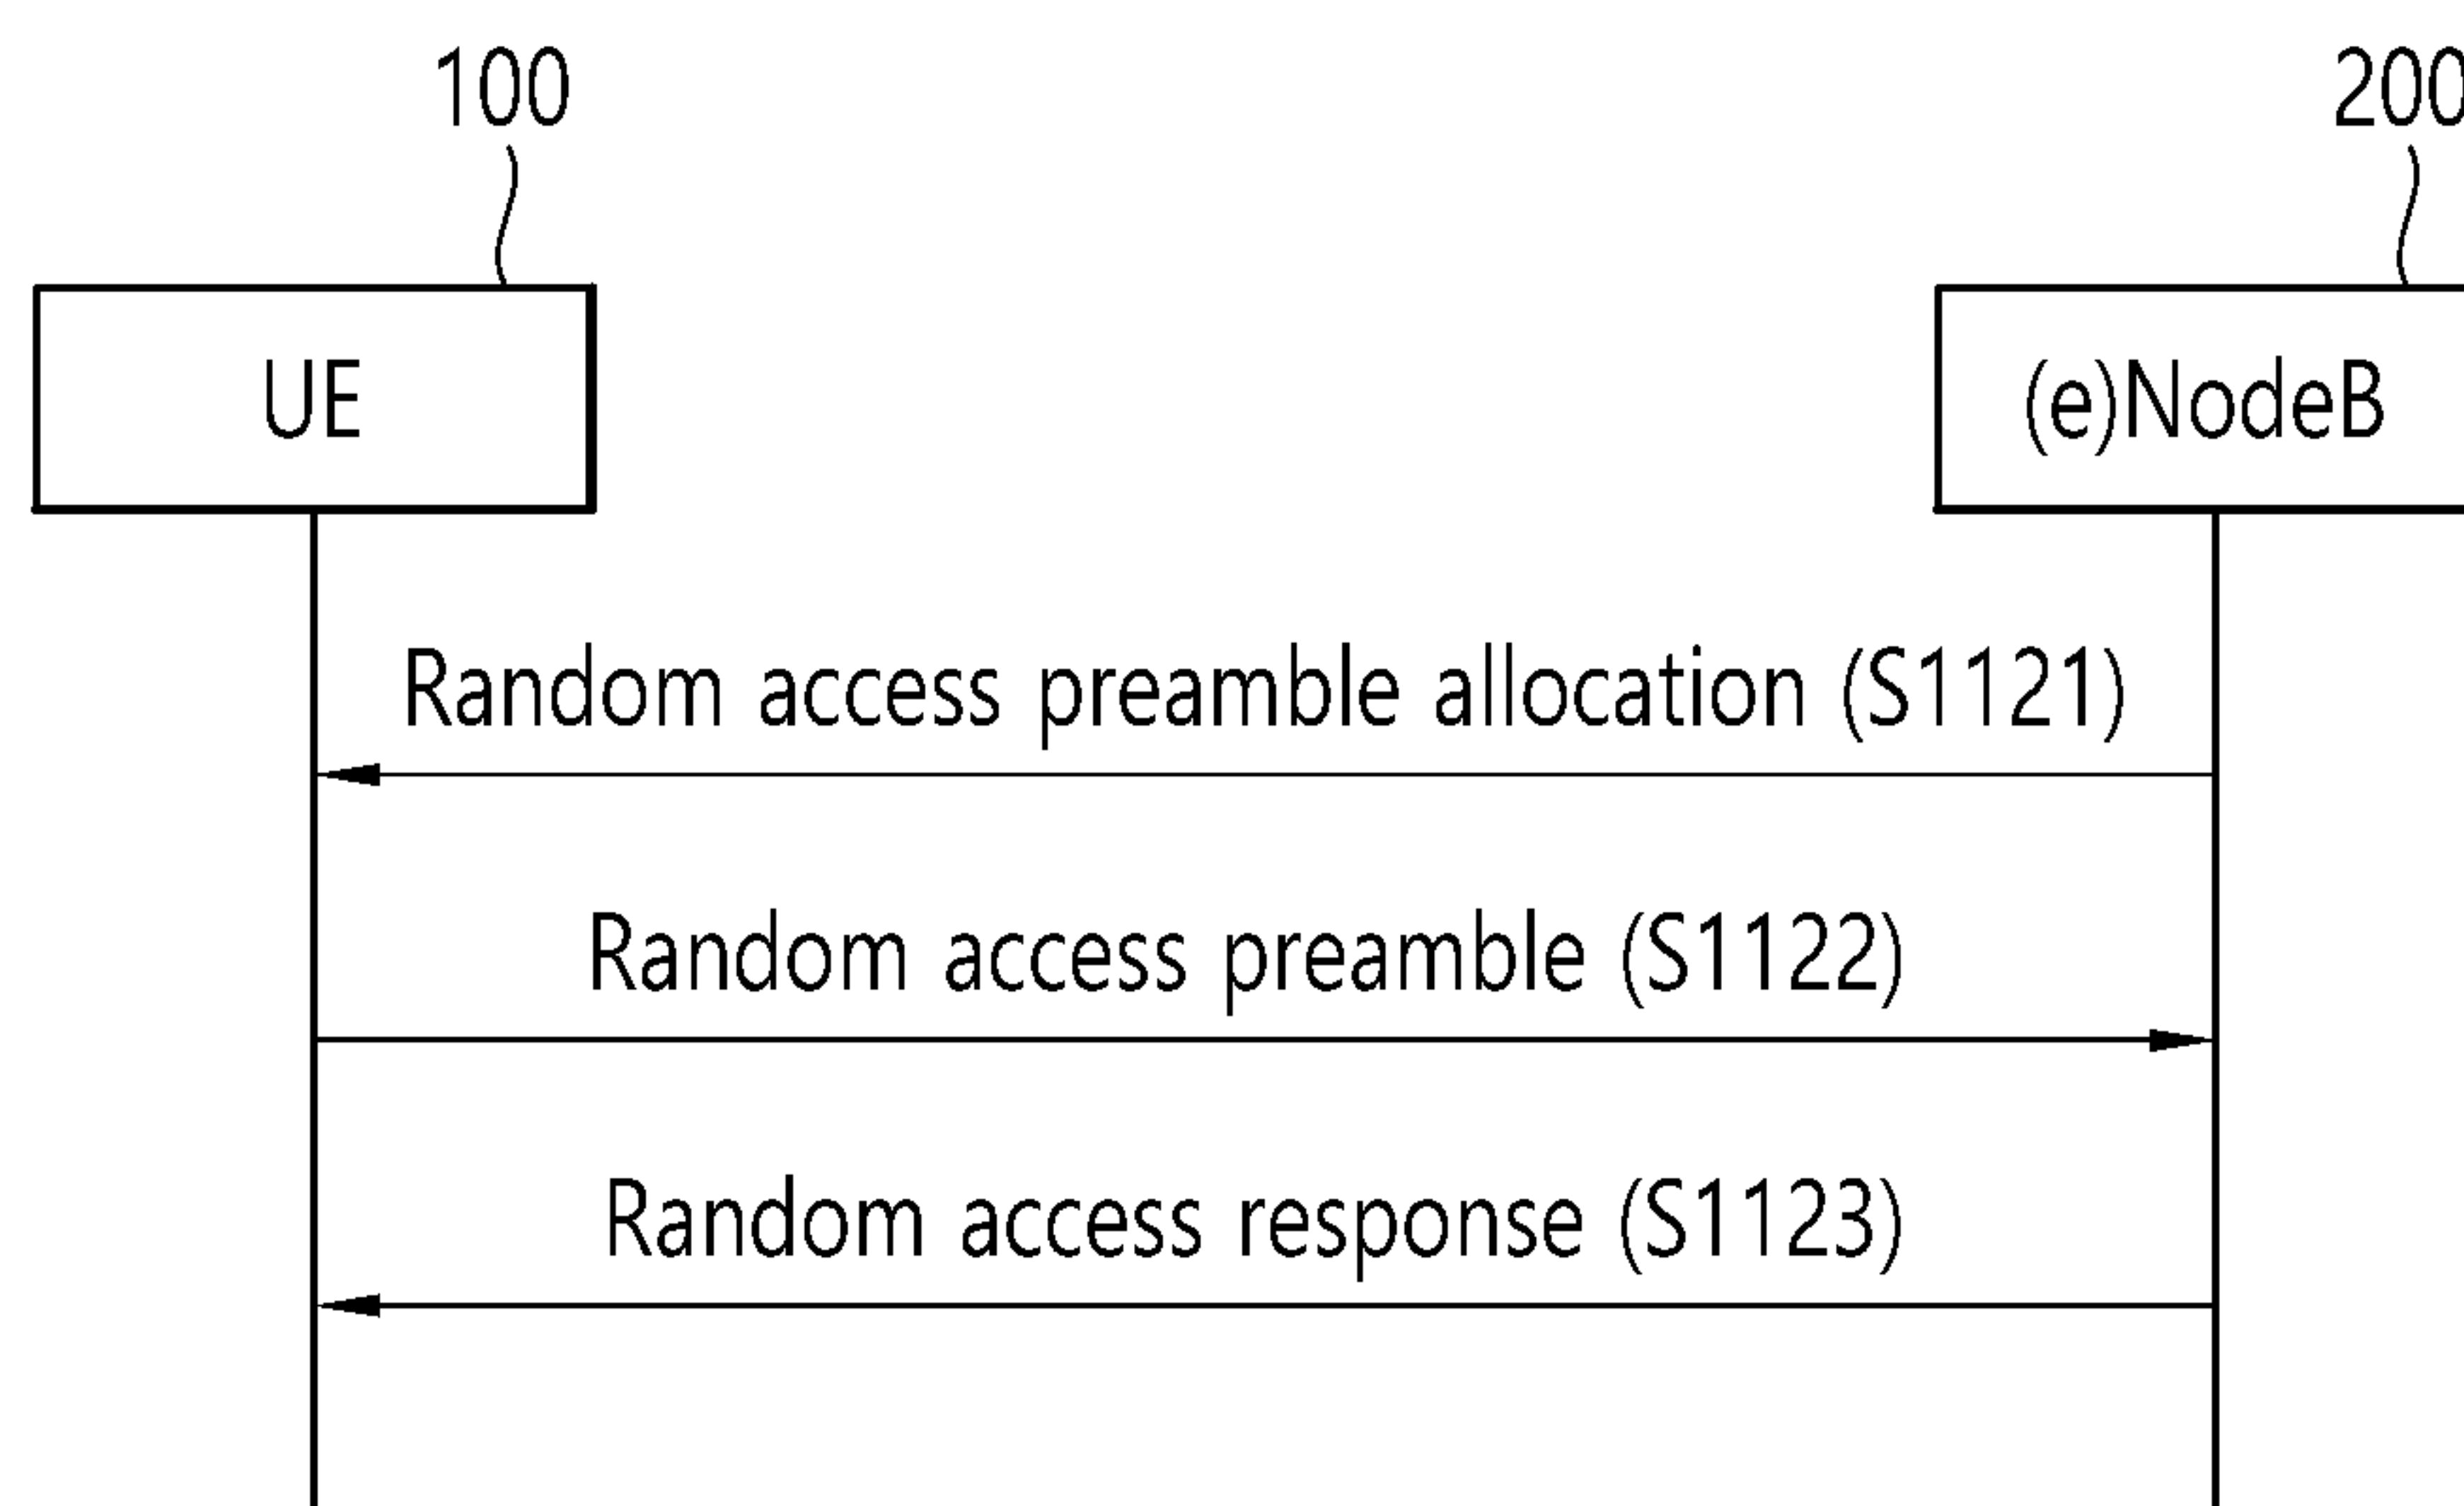 100
200
UE
(e)NodeB
Random access preamble allocation (S1121)
Random access preamble (S1122)
Random access response (S1123)